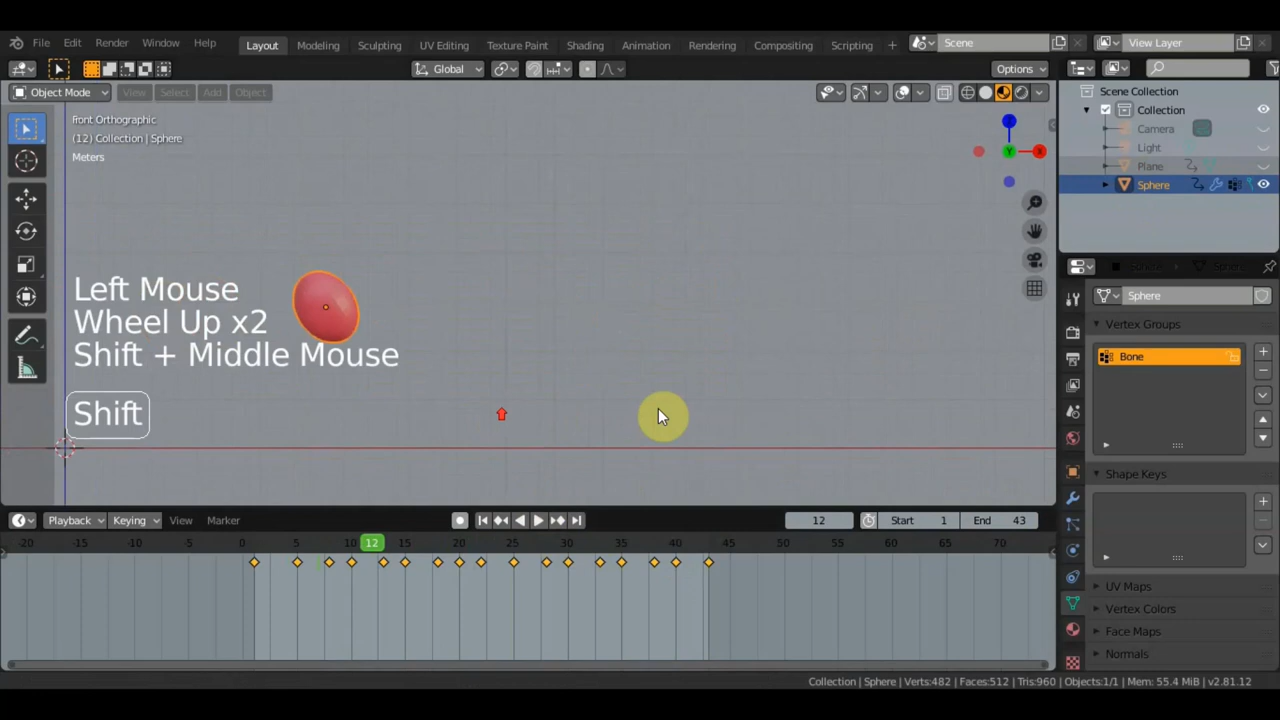 File Edit Render Window Help Layout Modeling Sculpting UV Editing Texture Paint Shading Animation Rendering Compositing Scripting + Scene View Layer
Global Options
Object Mode View Select Add Object
Scene Collection
Collection
Camera
Light
Plane
Sphere
front Orthographic
(12) Collection | Sphere
Meters
Left Mouse
Wheel Up x2
Shift + Middle Mouse
Shift
Sphere
Vertex Groups
Bone
Shape Keys
UV Maps
Vertex Colors
Face Maps
Normals
Playback Keying View Marker 12 Start 1 End 43
-20 -15 -10 -5 0 5 10 12 15 20 25 30 35 40 45 50 55 60 65 70
Collection | Sphere | Verts:482 | Faces:512 | Tris:960 | Objects:1/1 | Mem: 55.4 MiB | v2.81.12